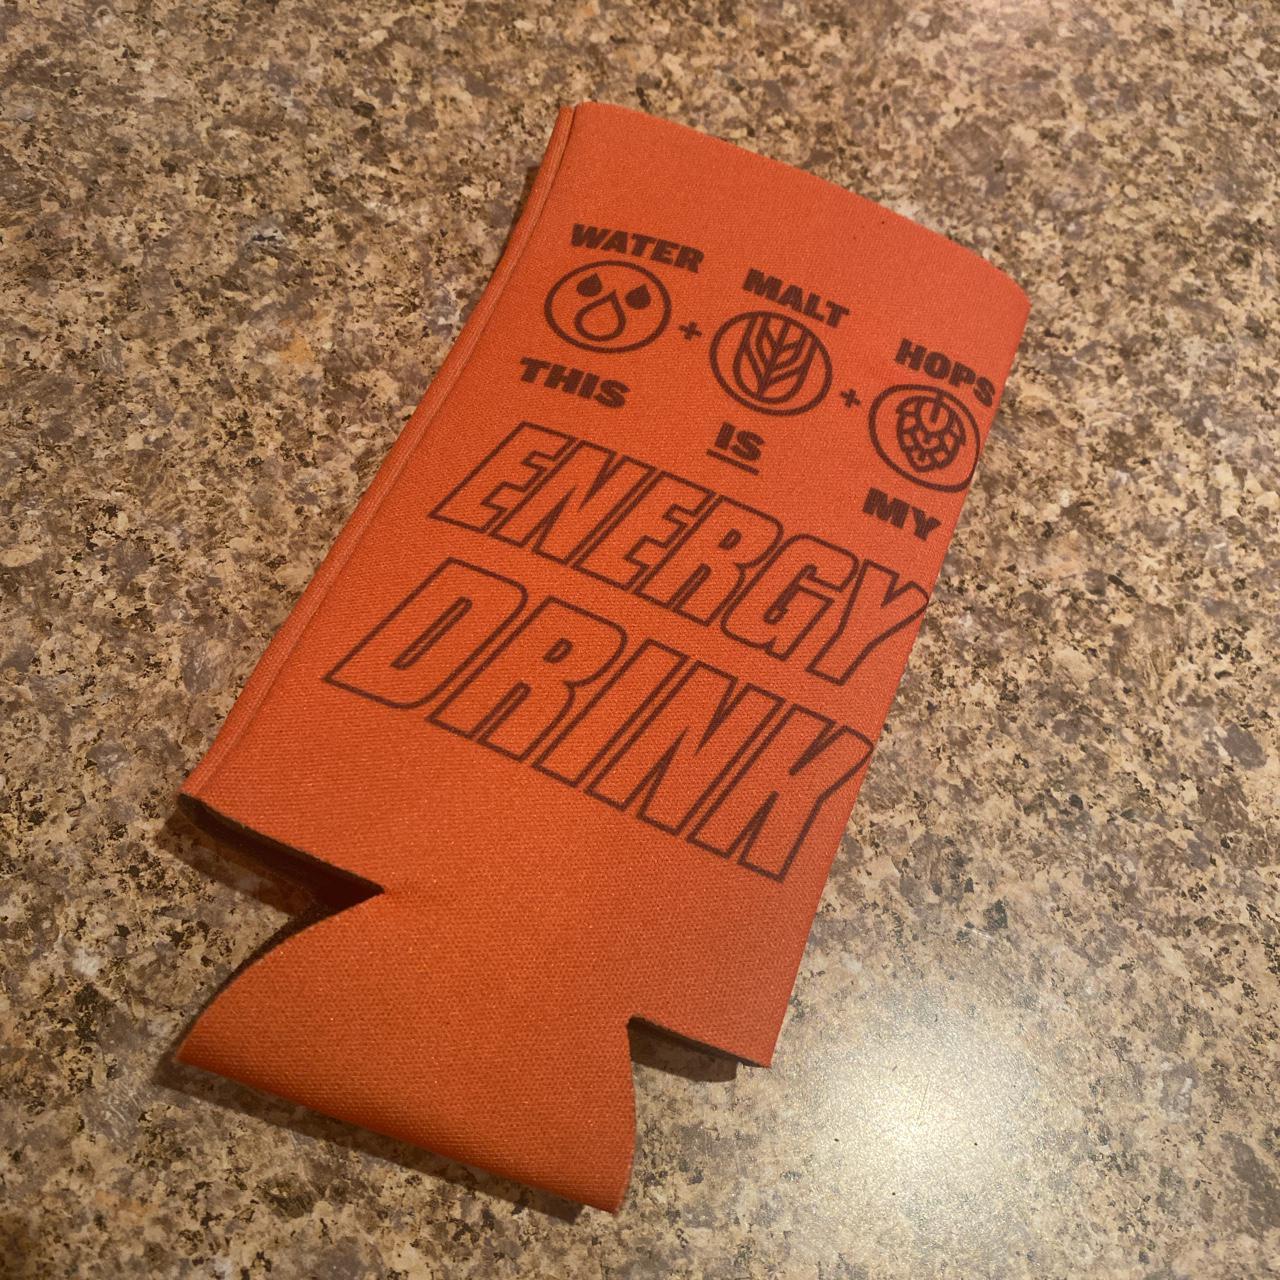 WATER + MALT + HOPS
THIS IS MY
ENERGY
DRINK